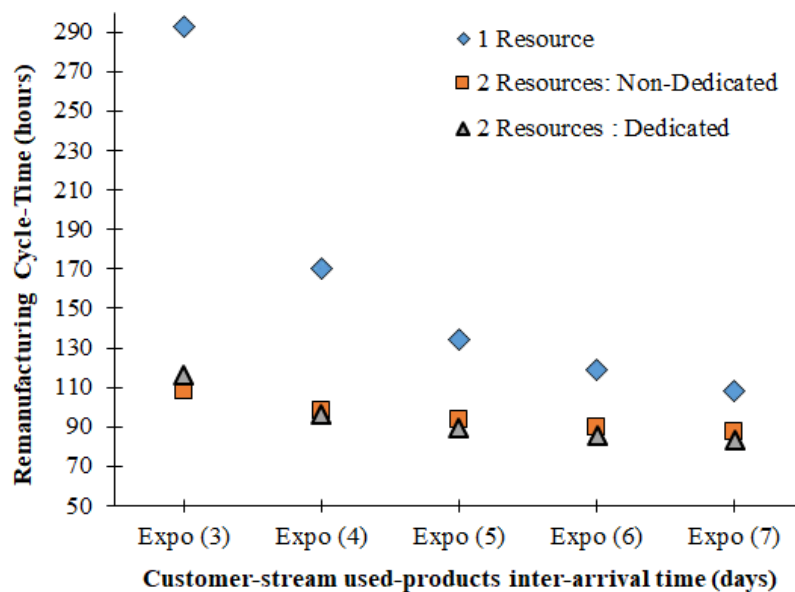 Remanufacturing Cycle-Time (hours)
290
270
250
230
210
190
170
150
130
110
90
70
50
1 Resource
2 Resources: Non-Dedicated
2 Resources : Dedicated
Expo (3) Expo (4) Expo (5) Expo (6) Expo (7)
Customer-stream used-products inter-arrival time (days)